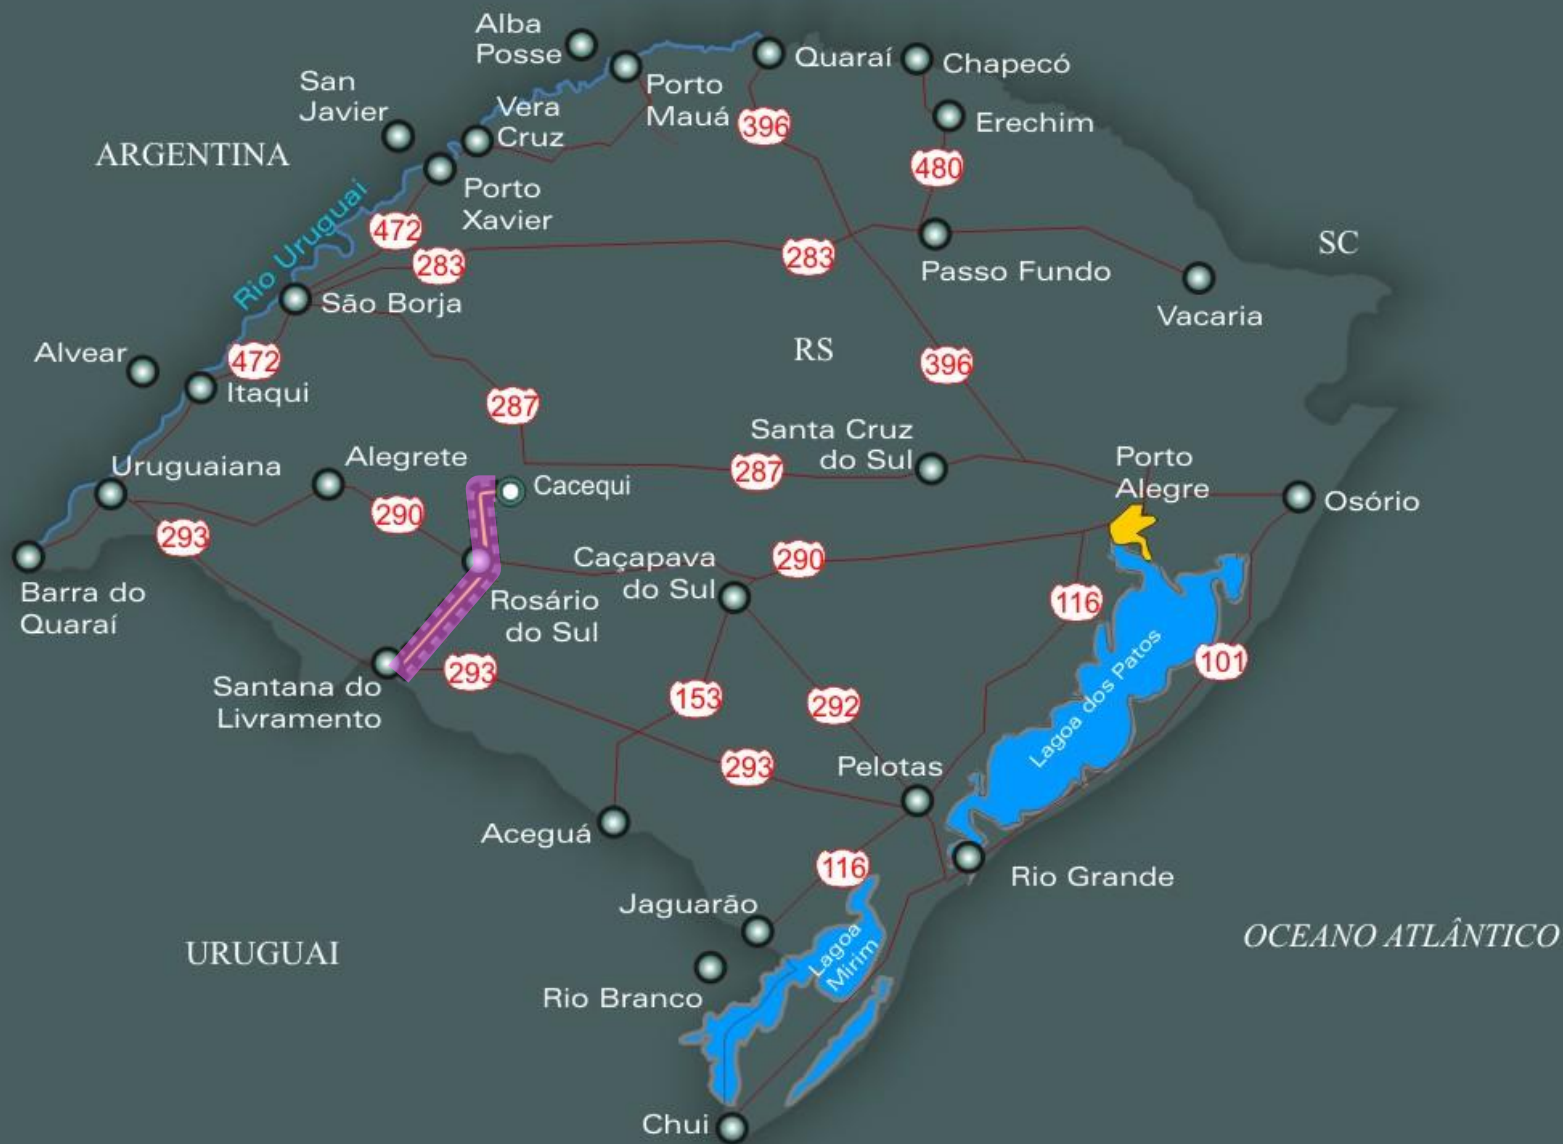 Alba
Posse
Quaraí
Chapecó
San
Javier
Porto
Mauá
Vera
Cruz
396
Erechim
ARGENTINA
480
Porto
Xavier
472
Rio Uruguai
283
283
SC
Passo Fundo
São Borja
Vacaria
Alvear
472
RS
396
Itaqui
287
Santa Cruz
do Sul
Porto
Alegre
Uruguaiana
Alegrete
287
Cacequi
Osório
290
293
Caçapava
do Sul
290
Barra do
Quaraí
Rosário
do Sul
116
101
293
Santana do
Livramento
153
292
Lagoa dos Patos
293
Pelotas
Aceguá
116
Rio Grande
Jaguarão
Lagoa
Mirim
URUGUAI
OCEANO ATLÂNTICO
Rio Branco
Chui